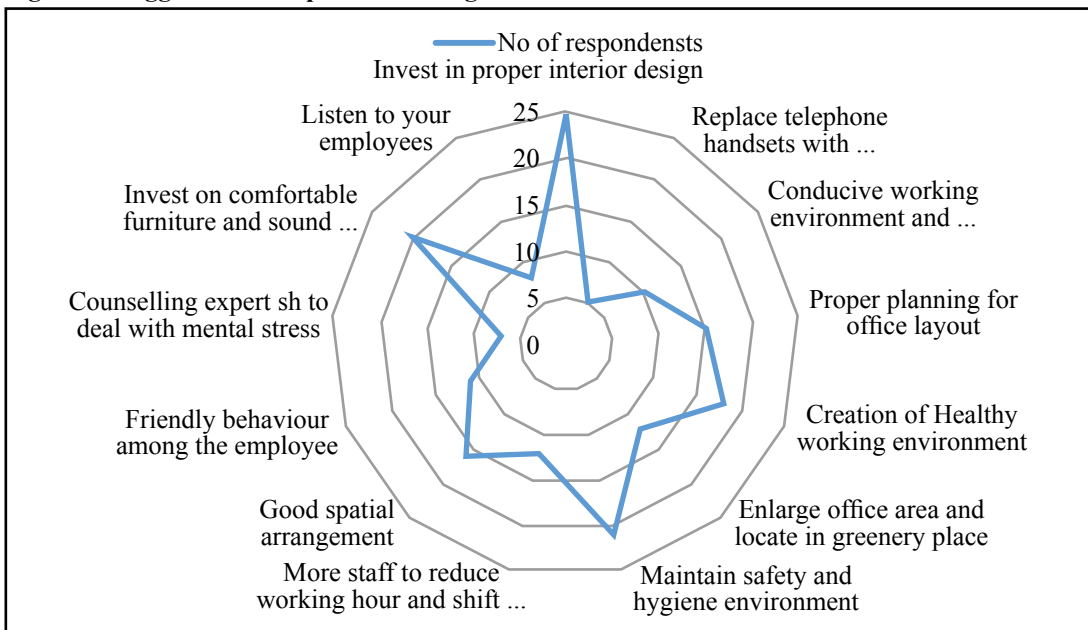 No of respondensts
Invest in proper interior design
Listen to your
employees
Replace telephone
handsets with ...
Invest on comfortable
furniture and sound ...
Conducive working
environment and ...
Counselling expert sh to
deal with mental stress
Proper planning for
office layout
Friendly behaviour
among the employee
Creation of Healthy
working environment
Good spatial
arrangement
Enlarge office area and
locate in greenery place
More staff to reduce
working hour and shift ...
Maintain safety and
hygiene environment
25
20
15
10
5
0